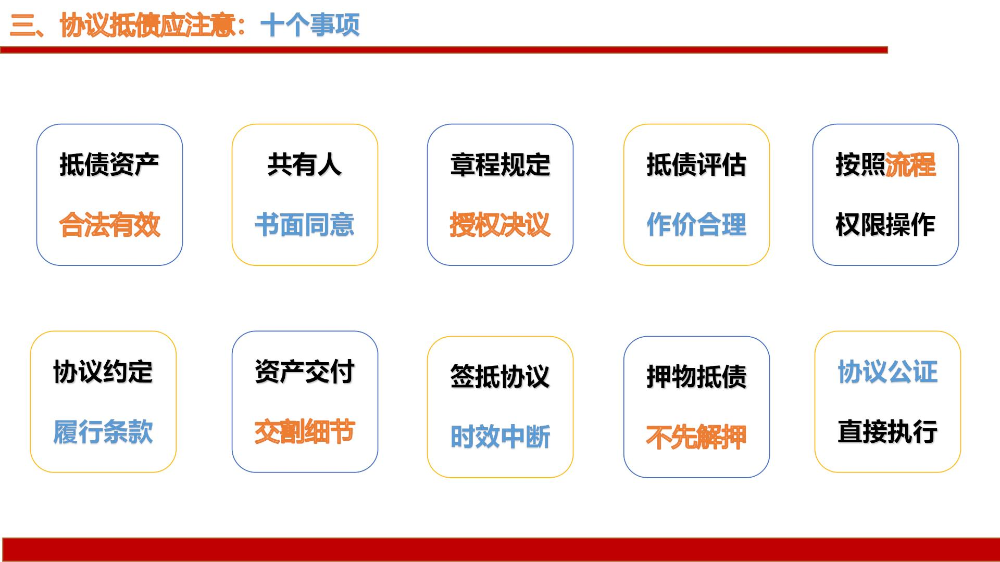 三、协议抵债应注意：十个事项
抵债资产
合法有效
共有人
书面同意
章程规定
授权决议
抵债评估
作价合理
按照流程
权限操作
协议约定
履行条款
资产交付
交割细节
签抵协议
时效中断
押物抵债
不先解押
协议公证
直接执行